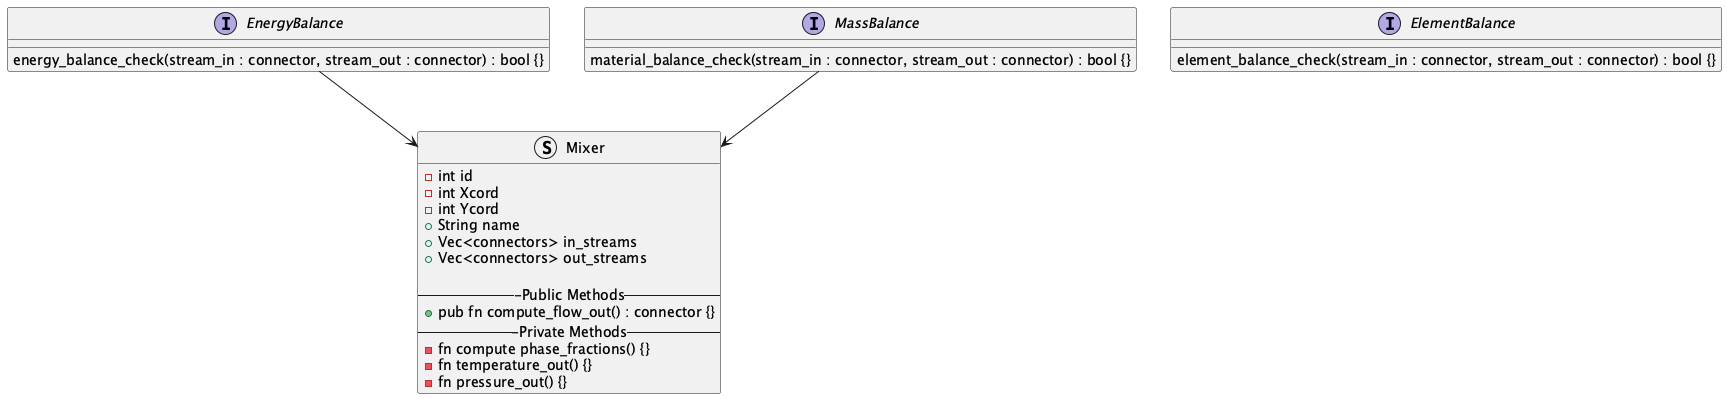 I EnergyBalance
energy_balance_check(stream_in : connector, stream_out : connector) : bool {}
I MassBalance
material_balance_check(stream_in : connector, stream_out : connector) : bool {}
I ElementBalance
element_balance_check(stream_in : connector, stream_out : connector) : bool {}
S Mixer
int id
int Xcord
int Ycord
String name
Vec<connectors> in_streams
Vec<connectors> out_streams
-Public Methods
pub fn compute_flow_out() : connector {}
-Private Methods
fn compute phase_fractions() {}
fn temperature_out() {}
fn pressure_out() {}